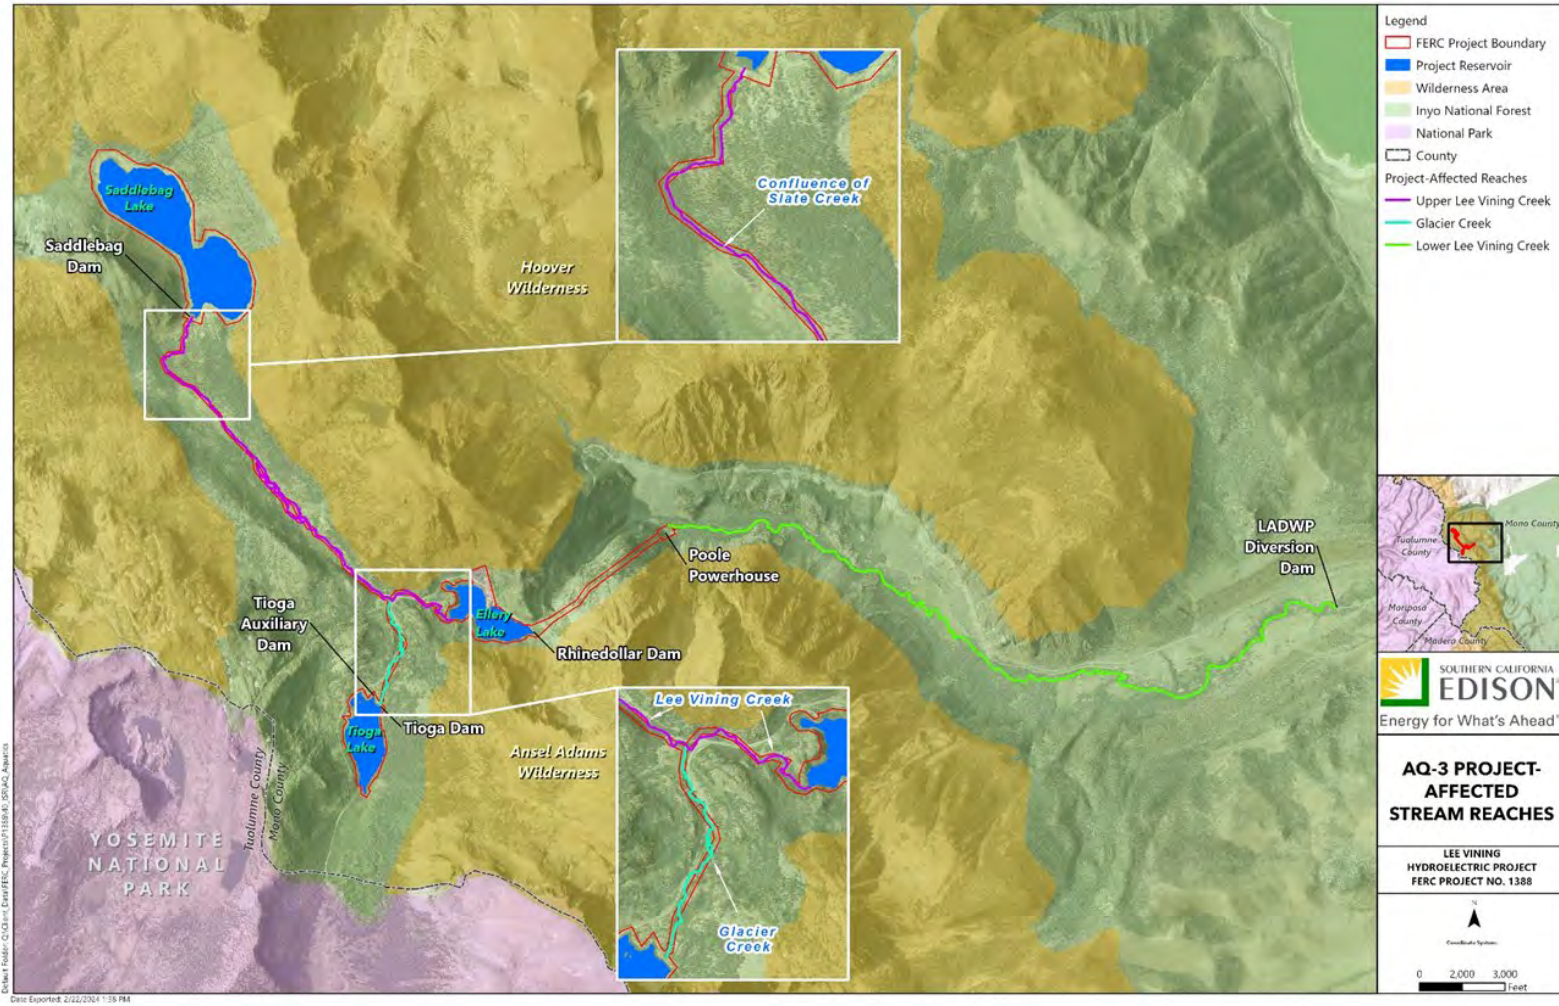 Saddlebag
Lake
Saddlebag
Dam
Hoover
Wilderness
Confluence of
Slate Creek
Tioga
Auxiliary
Dam
Ellery
Lake
Rhinedollar Dam
Poole
Powerhouse
LADWP
Diversion
Dam
Tioga
Lake
Tioga Dam
Ansel Adams
Wilderness
Lee Vining Creek
Glacier
Creek
Tuolumne County
Mono County
YOSEMITE
NATIONAL
PARK
Date Exported: 2/22/2024 1:38 PM
Legend
FERC Project Boundary
Project Reservoir
Wilderness Area
Inyo National Forest
National Park
County
Project-Affected Reaches
Upper Lee Vining Creek
Glacier Creek
Lower Lee Vining Creek
Mono County
Tuolumne
County
Mariposa
County
Madera County
SOUTHERN CALIFORNIA
EDISON
Energy for What's Ahead
AQ-3 PROJECT-
AFFECTED
STREAM REACHES
LEE VINING
HYDROELECTRIC PROJECT
FERC PROJECT NO. 1388
N
Coordinate System:
0 2,000 3,000
Feet